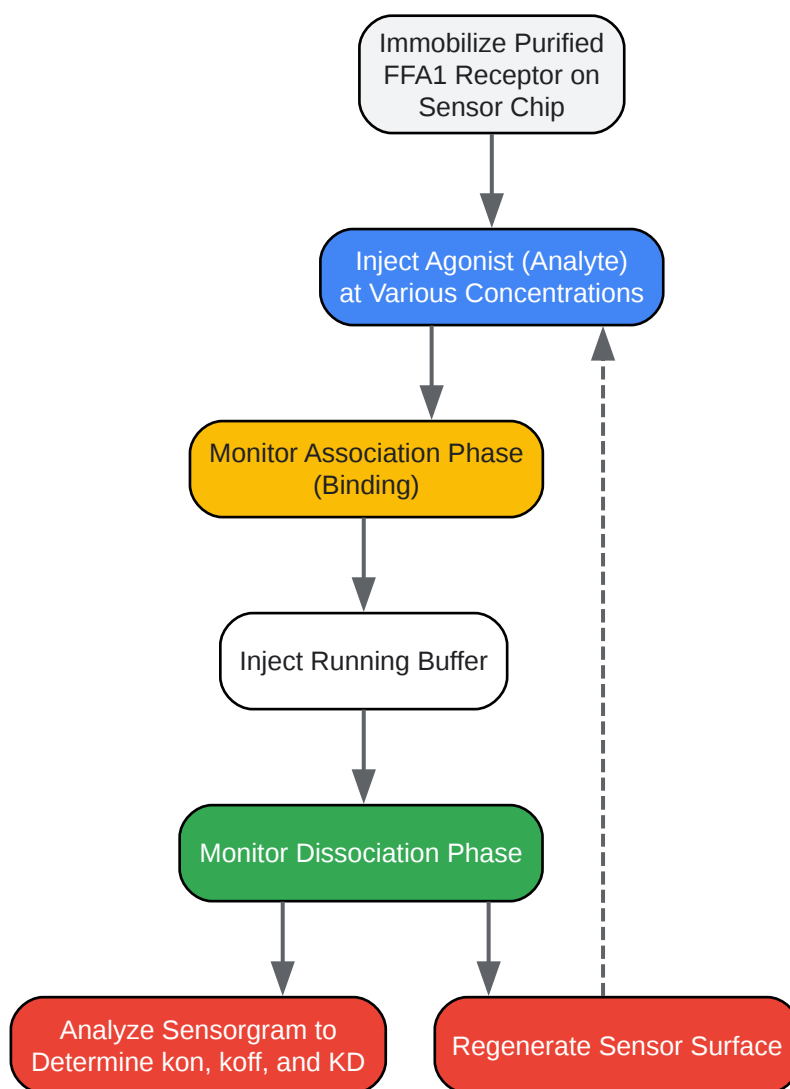 Immobilize Purified
FFA1 Receptor on
Sensor Chip
Inject Agonist (Analyte)
at Various Concentrations
Monitor Association Phase
(Binding)
Inject Running Buffer
Monitor Dissociation Phase
Analyze Sensorgram to
Determine kon, koff, and KD
Regenerate Sensor Surface